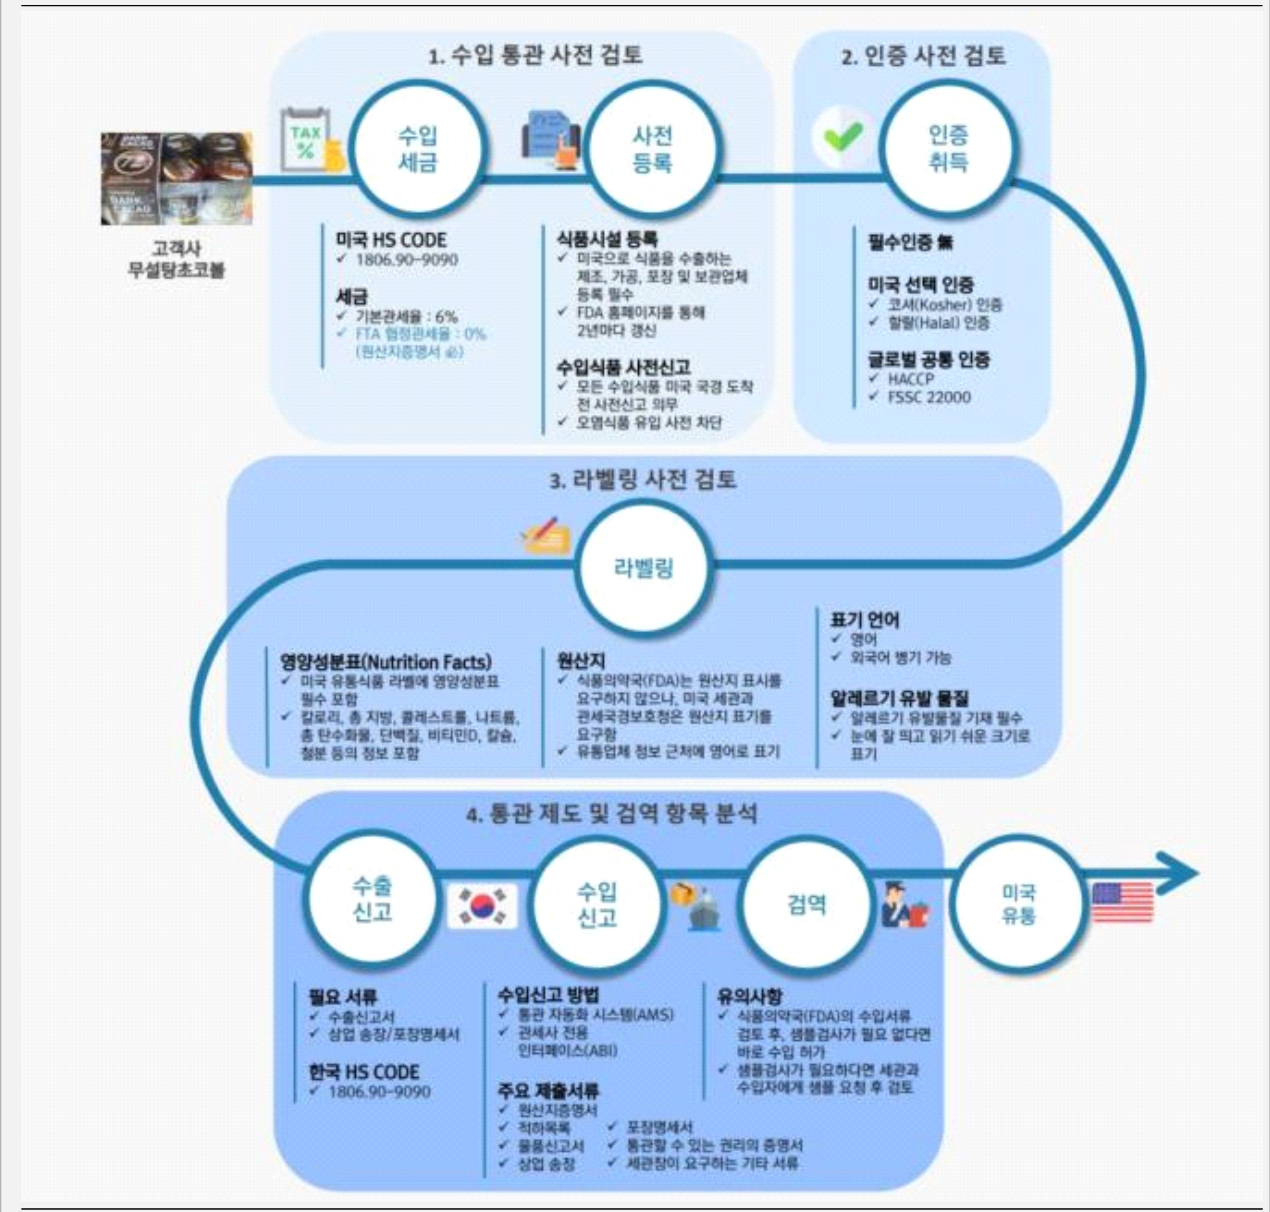 1. 수입 통관 사전 검토
TAX
%
수입
세금
사전
등록
고객사
무설탕초코볼
미국 HS CODE
✓ 1806.90-9090
세금
✓ 기본관세율 : 6%
✓ FTA 협정관세율 : 0%
(원산지증명서 必)
식품시설 등록
✓ 미국으로 식품을 수출하는
제조, 가공, 포장 및 보관업체
등록 필수
✓ FDA 홈페이지를 통해
2년마다 갱신
수입식품 사전신고
✓ 모든 수입식품 미국 국경 도착
전 사전신고 의무
✓ 오염식품 유입 사전 차단
2. 인증 사전 검토
인증
취득
필수인증 無
미국 선택 인증
✓ 코셔(Kosher) 인증
✓ 할랄(Halal) 인증
글로벌 공통 인증
✓ HACCP
✓ FSSC 22000
3. 라벨링 사전 검토
라벨링
영양성분표(Nutrition Facts)
✓ 미국 유통식품 라벨에 영양성분표
필수 포함
✓ 칼로리, 총 지방, 콜레스트롤, 나트륨,
총 탄수화물, 단백질, 비타민D, 칼슘,
철분 등의 정보 포함
원산지
✓ 식품의약국(FDA)는 원산지 표시를
요구하지 않으나, 미국 세관과
관세국경보호청은 원산지 표기를
요구함
✓ 유통업체 정보 근처에 영어로 표기
표기 언어
✓ 영어
✓ 외국어 병기 가능
알레르기 유발 물질
✓ 알레르기 유발물질 기재 필수
✓ 눈에 잘 띄고 읽기 쉬운 크기로
표기
4. 통관 제도 및 검역 항목 분석
수출
신고
수입
신고
검역
미국
유통
필요 서류
✓ 수출신고서
✓ 상업 송장/포장명세서
한국 HS CODE
✓ 1806.90-9090
수입신고 방법
✓ 통관 자동화 시스템(AMS)
✓ 관세사 전용
인터페이스(ABI)
주요 제출서류
✓ 원산지증명서
✓ 적하목록 ✓ 포장명세서
✓ 물품신고서 ✓ 통관할 수 있는 권리의 증명서
✓ 상업 송장 ✓ 세관장이 요구하는 기타 서류
유의사항
✓ 식품의약국(FDA)의 수입서류
검토 후, 샘플검사가 필요 없다면
바로 수입 허가
✓ 샘플검사가 필요하다면 세관과
수입자에게 샘플 요청 후 검토